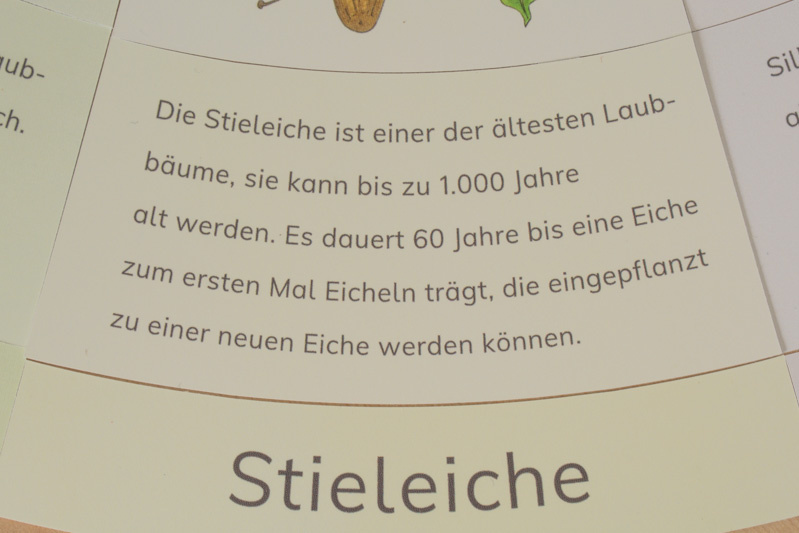 Die Stieleiche ist einer der ältesten Laub-
bäume, sie kann bis zu 1.000 Jahre
alt werden. Es dauert 60 Jahre bis eine Eiche
zum ersten Mal Eicheln trägt, die eingepflanzt
zu einer neuen Eiche werden können.
Stieleiche